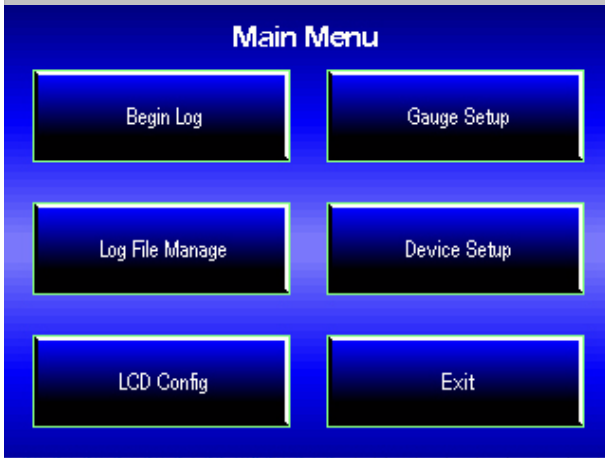 Main Menu
Begin Log
Gauge Setup
Log File Manage
Device Setup
LCD Config
Exit